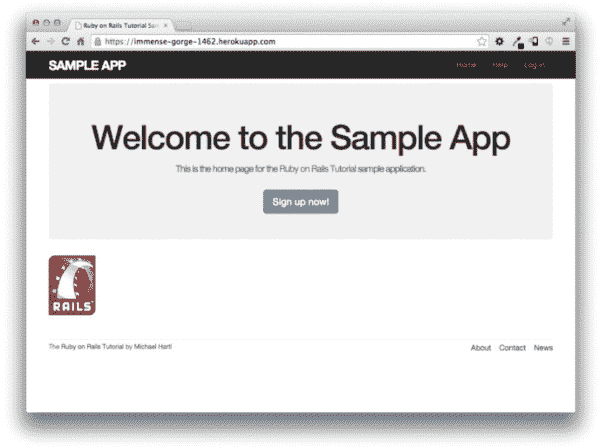 Ruby on Rails Tutorial Sam
https://immense-gorge-1462.herokuapp.com
SAMPLE APP
Home Help Log in
Welcome to the Sample App
This is the home page for the Ruby on Rails Tutorial sample application.
Sign up now!
RAILS
The Ruby on Rails Tutorial by Michael Hartl
About Contact News